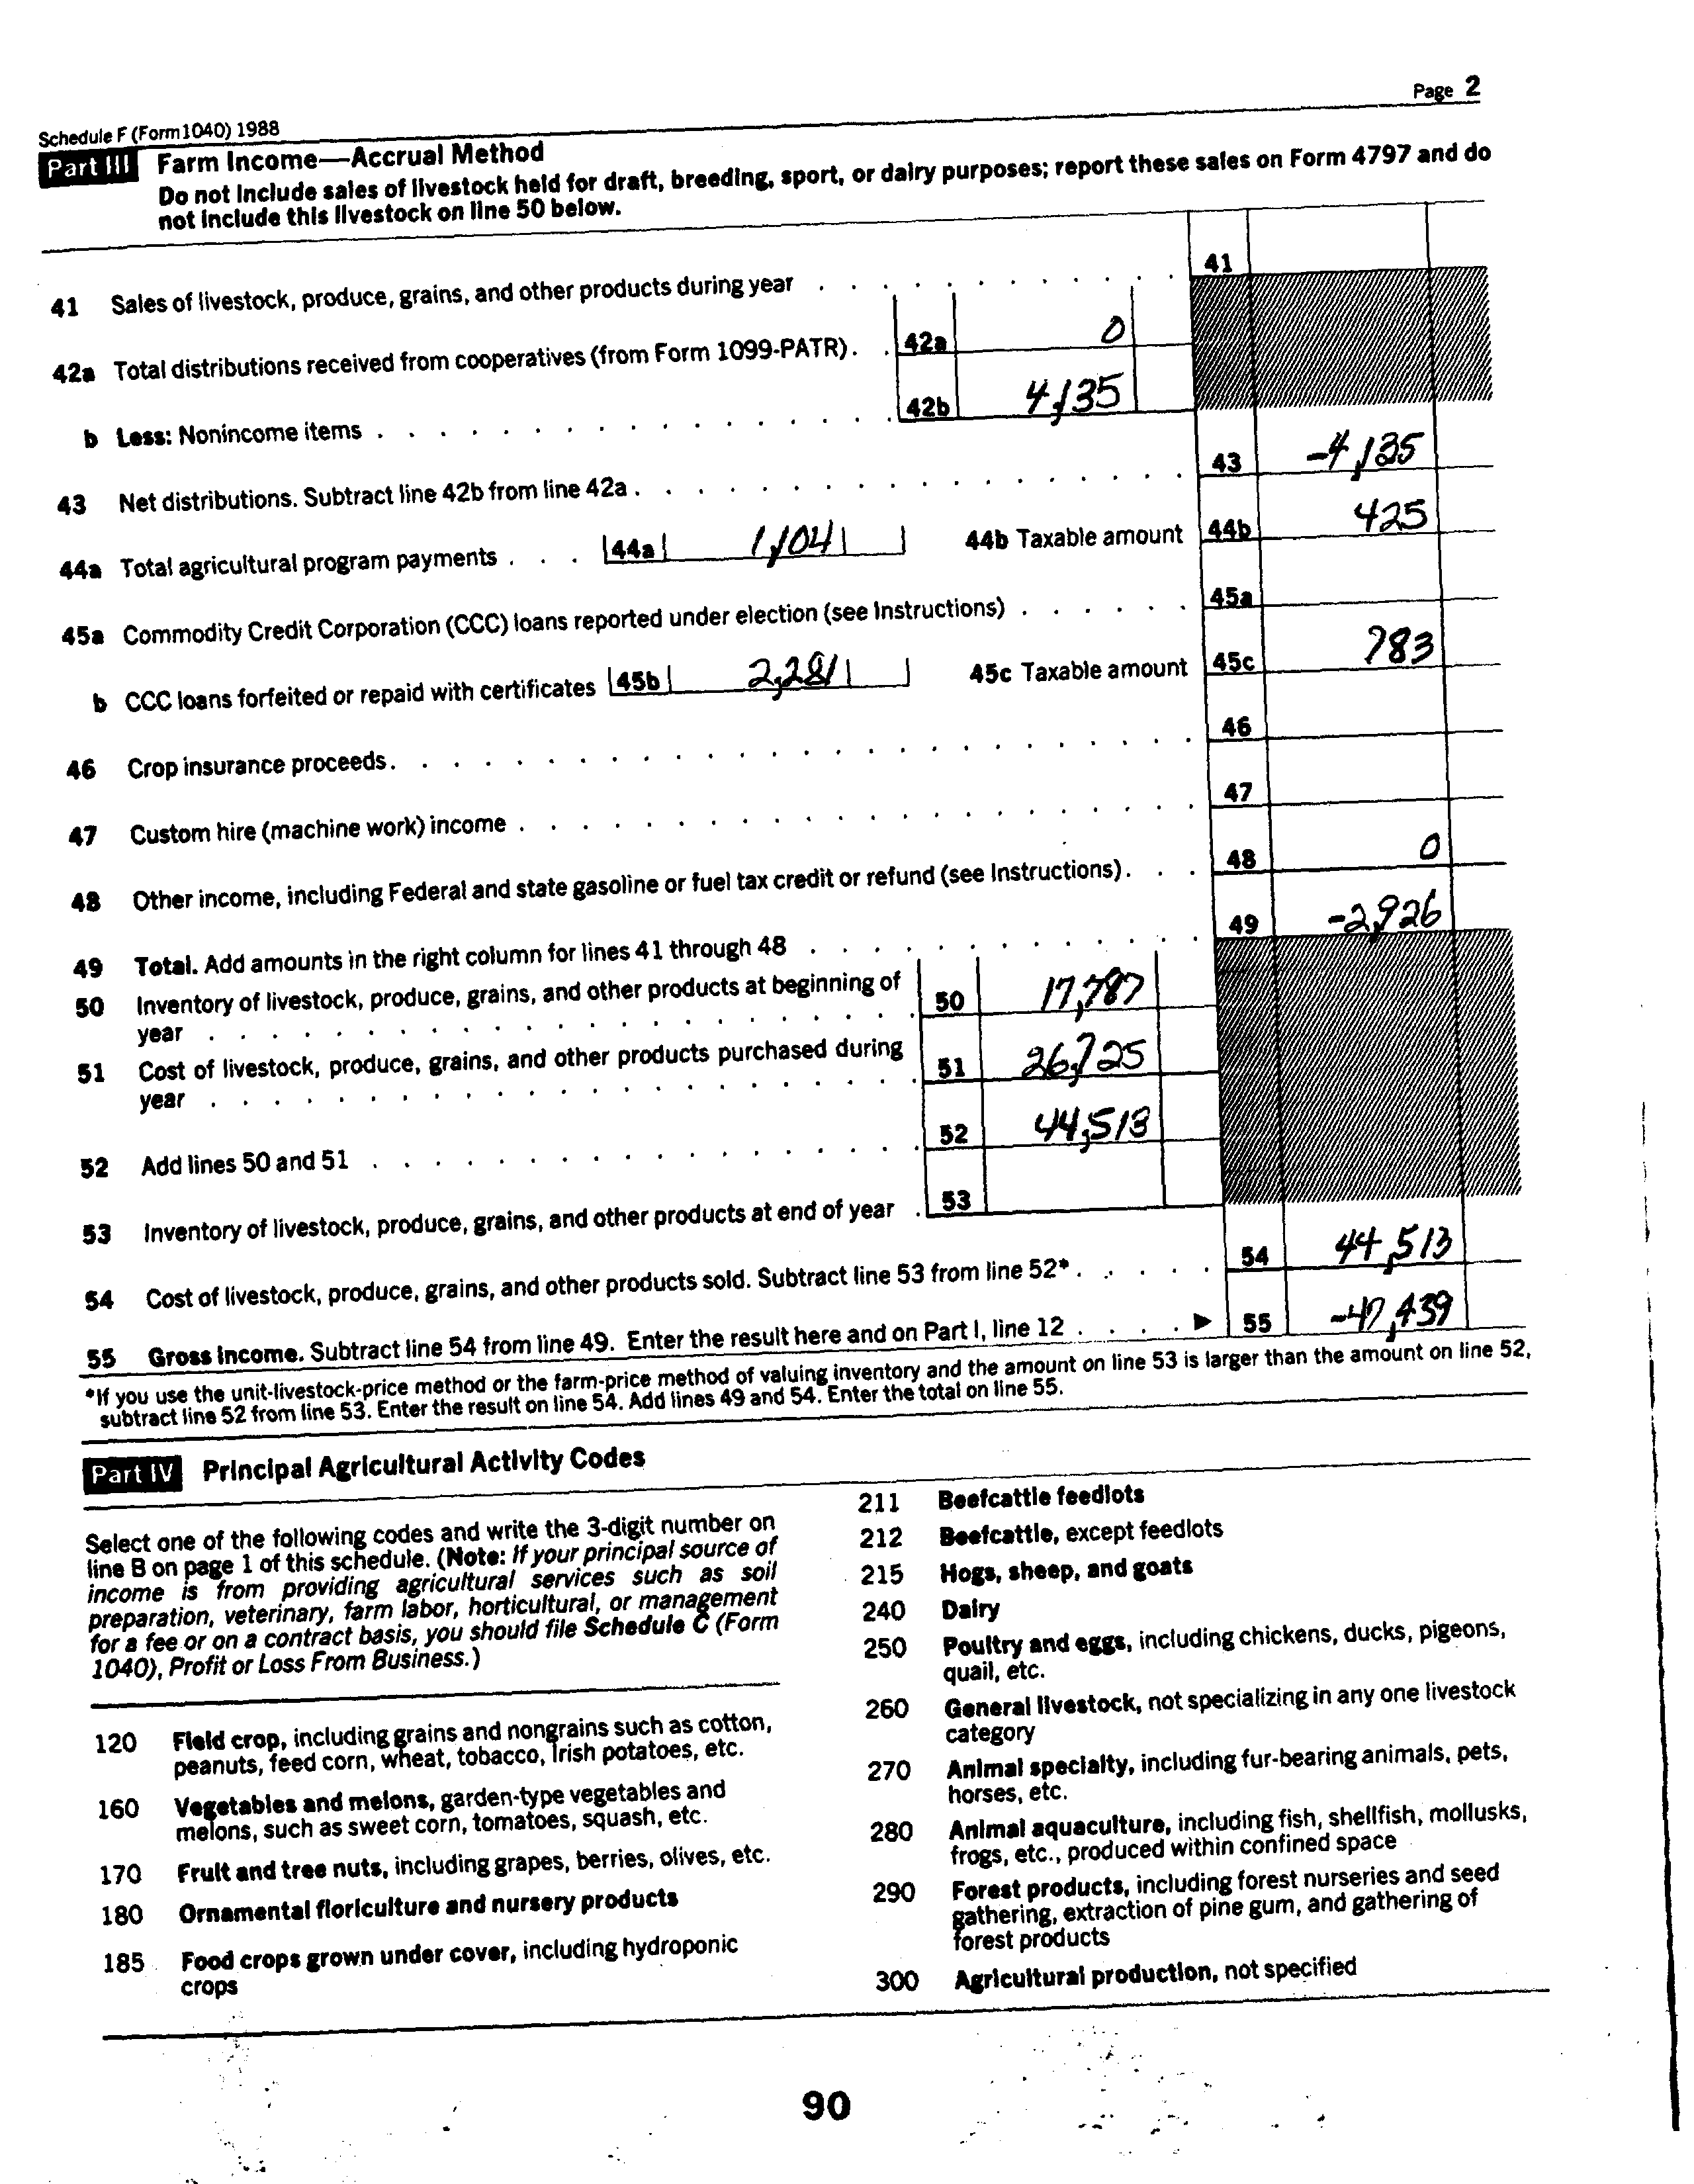 Page 2
Schedule F (Form 1040) 1988
Part III Farm Income—Accrual Method
Do not include sales of livestock held for draft, breeding, sport, or dairy purposes; report these sales on Form 4797 and do
not include this livestock on line 50 below.
41 Sales of livestock, produce, grains, and other products during year . . . . . . . . . . . . 41
42a Total distributions received from cooperatives (from Form 1099-PATR) . . 42a 0
b Less: Nonincome items . . . . . . . . . . . . . . . . . 42b 4,135
43 Net distributions. Subtract line 42b from line 42a . . . . . . . . . . . . . . . . . . 43 -4,135
44a Total agricultural program payments . . . 44a 1,104 44b Taxable amount 44b 425
45a Commodity Credit Corporation (CCC) loans reported under election (see Instructions) . . . . . . 45a
b CCC loans forfeited or repaid with certificates 45b 2,281 45c Taxable amount 45c 783
46 Crop insurance proceeds . . . . . . . . . . . . . . . . . . . . . . . . . 46
47 Custom hire (machine work) income . . . . . . . . . . . . . . . . . . . . . 47
48 Other income, including Federal and state gasoline or fuel tax credit or refund (see Instructions) . . . 48 0
49 Total. Add amounts in the right column for lines 41 through 48 . . . . . . . . . . . . . 49 -2,926
50 Inventory of livestock, produce, grains, and other products at beginning of
year . . . . . . . . . . . . . . . . . . . . . . 50 17,787
51 Cost of livestock, produce, grains, and other products purchased during
year . . . . . . . . . . . . . . . . . . . . . . 51 26,725
52 Add lines 50 and 51 . . . . . . . . . . . . . . . . . 52 44,513
53 Inventory of livestock, produce, grains, and other products at end of year . 53
54 Cost of livestock, produce, grains, and other products sold. Subtract line 53 from line 52* . . . . . 54 44,513
55 Gross income. Subtract line 54 from line 49. Enter the result here and on Part I, line 12 . . . . ► 55 -47,439
*If you use the unit-livestock-price method or the farm-price method of valuing inventory and the amount on line 53 is larger than the amount on line 52,
subtract line 52 from line 53. Enter the result on line 54. Add lines 49 and 54. Enter the total on line 55.
Part IV Principal Agricultural Activity Codes
Select one of the following codes and write the 3-digit number on
line B on page 1 of this schedule. (Note: If your principal source of
income is from providing agricultural services such as soil
preparation, veterinary, farm labor, horticultural, or management
for a fee or on a contract basis, you should file Schedule C (Form
1040), Profit or Loss From Business.)
120 Field crop, including grains and nongrains such as cotton,
peanuts, feed corn, wheat, tobacco, Irish potatoes, etc.
160 Vegetables and melons, garden-type vegetables and
melons, such as sweet corn, tomatoes, squash, etc.
170 Fruit and tree nuts, including grapes, berries, olives, etc.
180 Ornamental floriculture and nursery products
185 Food crops grown under cover, including hydroponic
crops
211 Beefcattle feedlots
212 Beefcattle, except feedlots
215 Hogs, sheep, and goats
240 Dairy
250 Poultry and eggs, including chickens, ducks, pigeons,
quail, etc.
260 General livestock, not specializing in any one livestock
category
270 Animal specialty, including fur-bearing animals, pets,
horses, etc.
280 Animal aquaculture, including fish, shellfish, mollusks,
frogs, etc., produced within confined space
290 Forest products, including forest nurseries and seed
gathering, extraction of pine gum, and gathering of
forest products
300 Agricultural production, not specified
90